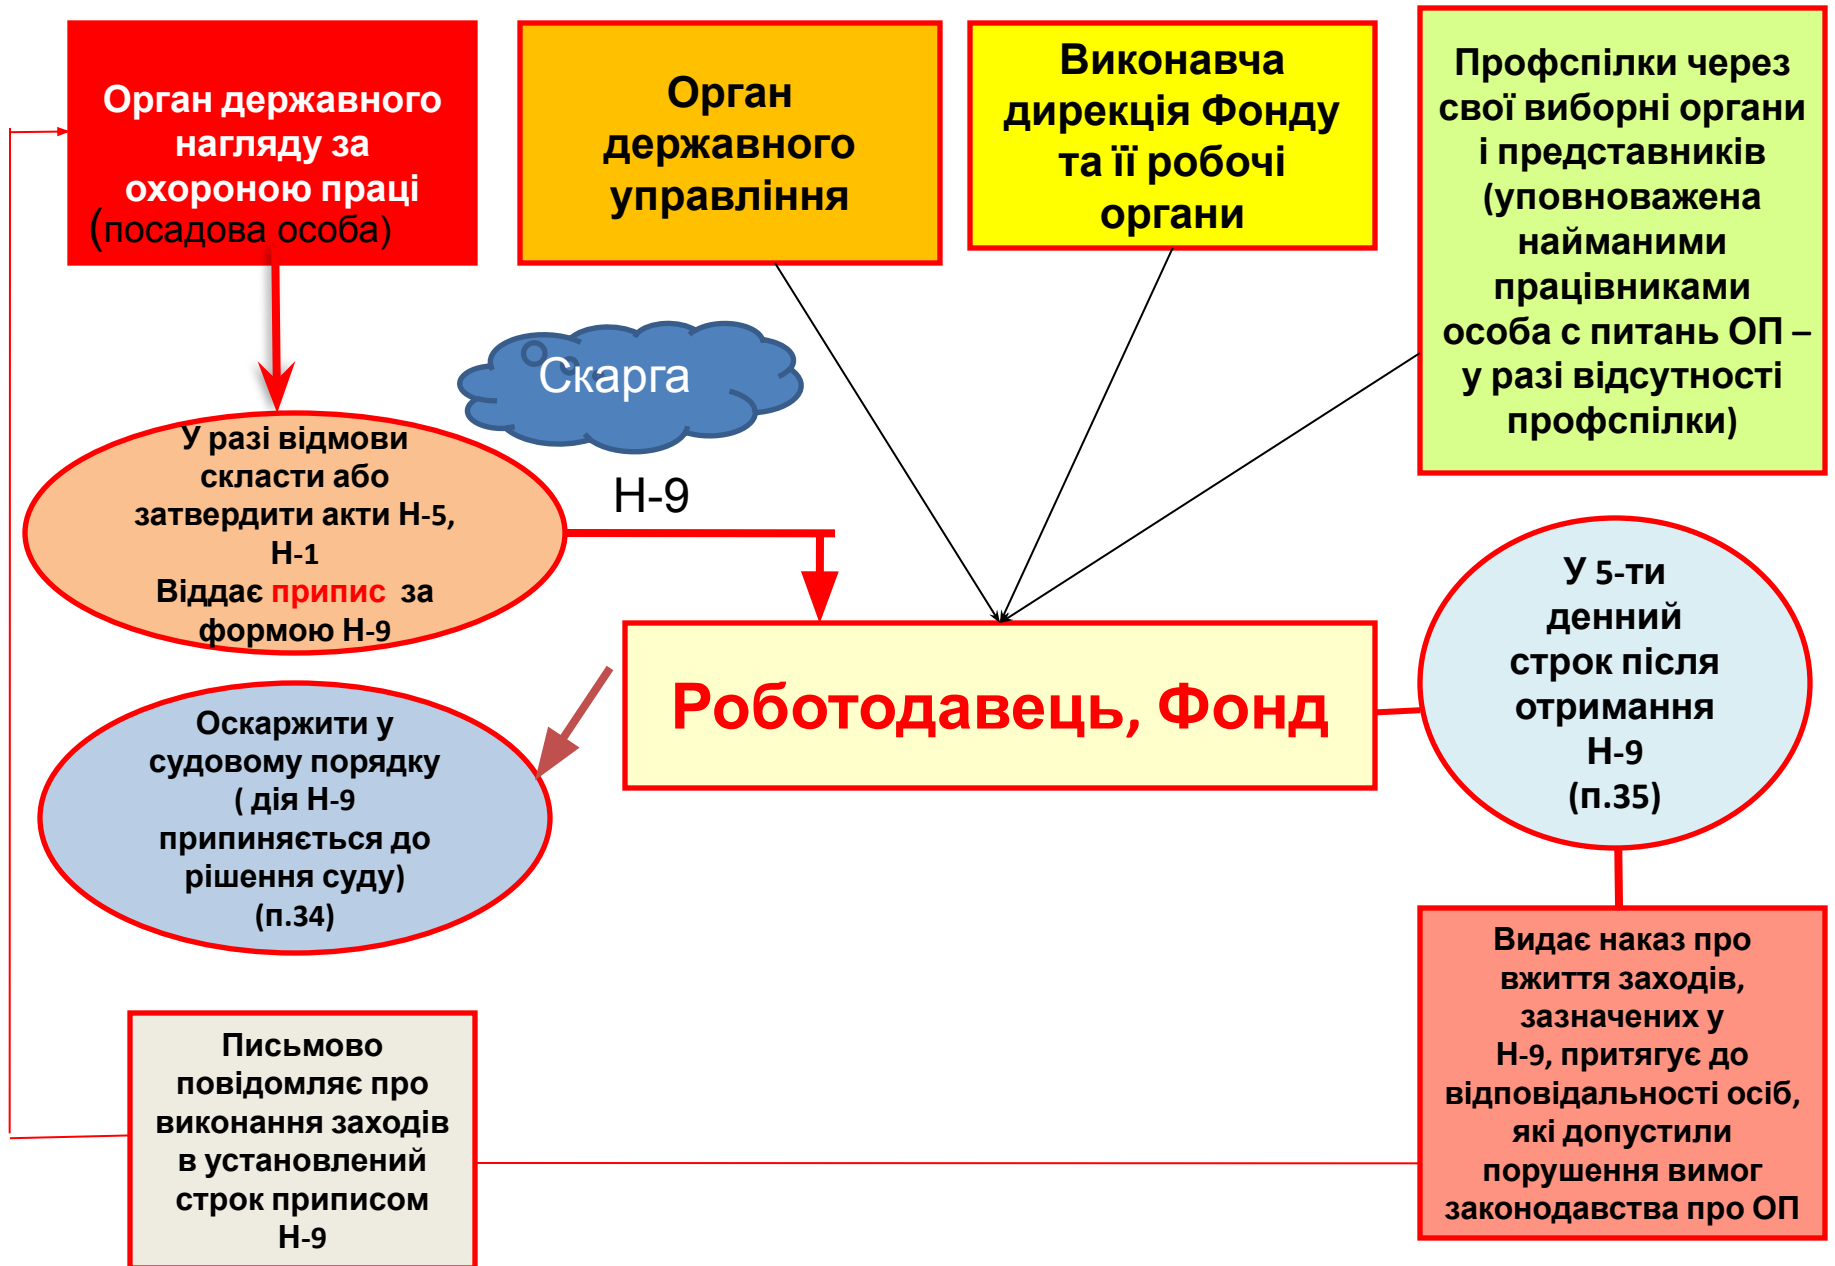 Орган державного
нагляду за
охороною праці
(посадова особа)
Орган
державного
управління
Виконавча
дирекція Фонду
та її робочі
органи
Профспілки через
свої виборні органи
і представників
(уповноважена
найманими
працівниками
особа с питань ОП –
у разі відсутності
профспілки)
Скарга
У разі відмови
скласти або
затвердити акти Н-5,
Н-1
Віддає припис за
формою Н-9
Н-9
Роботодавець, Фонд
У 5-ти
денний
строк після
отримання
Н-9
(п.35)
Оскаржити у
судовому порядку
( дія Н-9
припиняється до
рішення суду)
(п.34)
Видає наказ про
вжиття заходів,
зазначених у
Н-9, притягує до
відповідальності осіб,
які допустили
порушення вимог
законодавства про ОП
Письмово
повідомляє про
виконання заходів
в установлений
строк приписом
Н-9